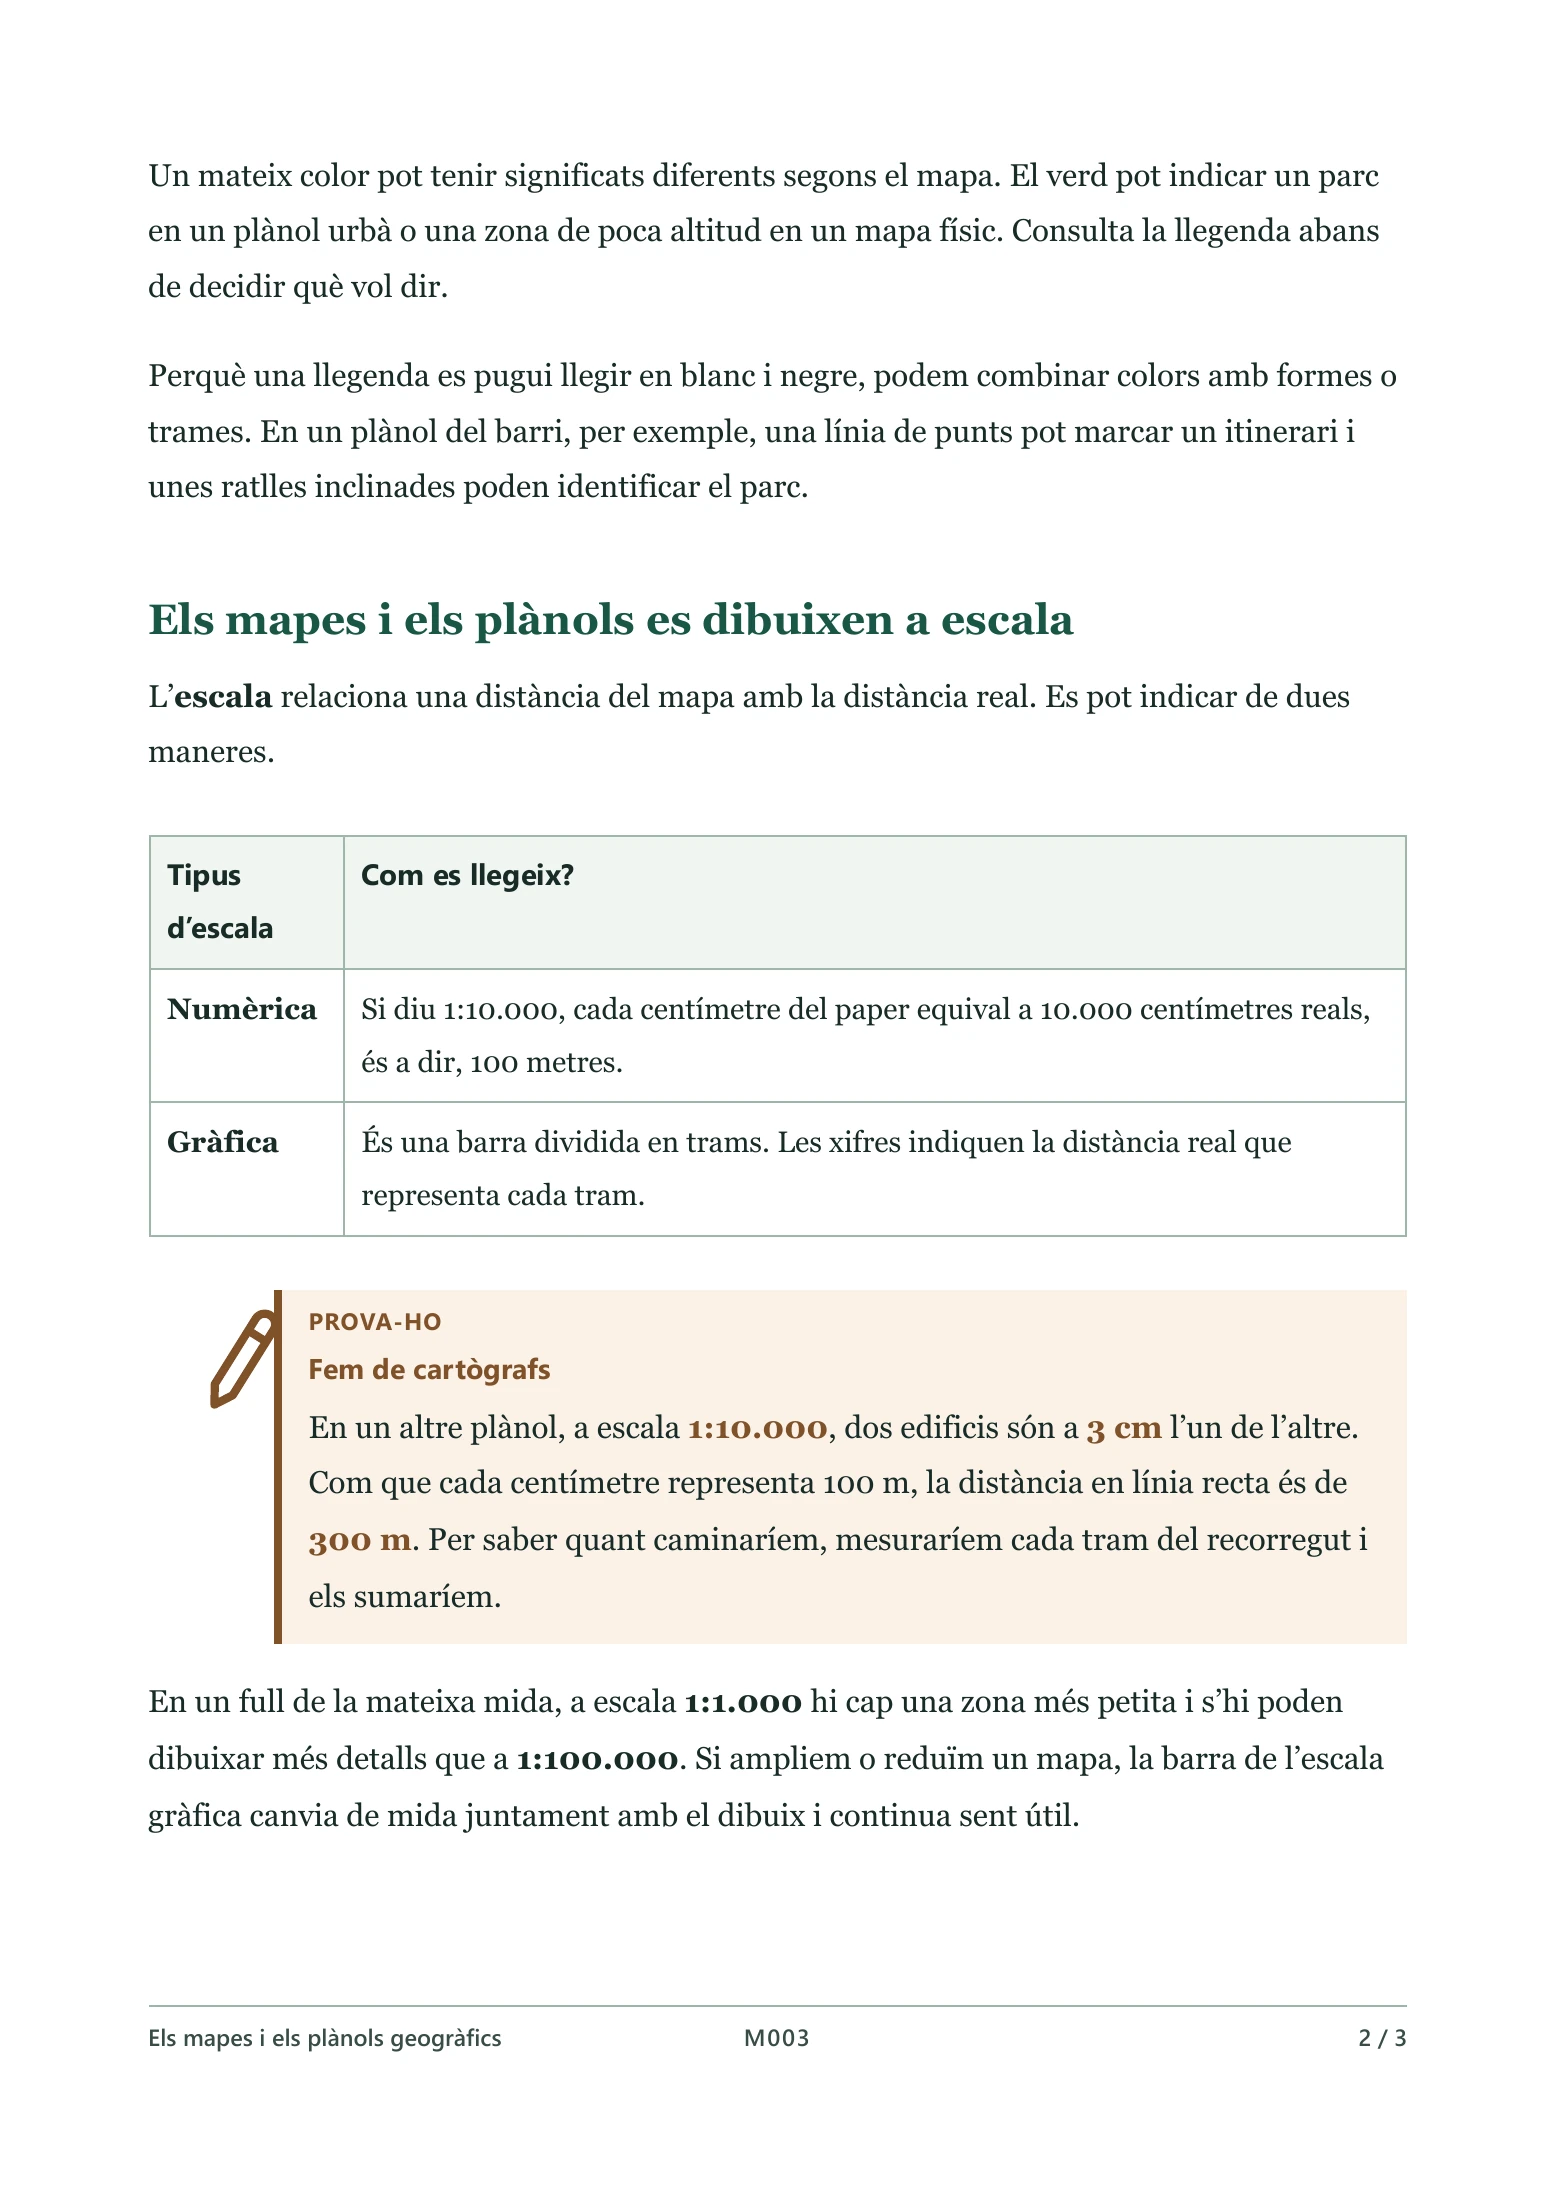 Un mateix color pot tenir significats diferents segons el mapa. El verd pot indicar un parc
en un plànol urbà o una zona de poca altitud en un mapa físic. Consulta la llegenda abans
de decidir què vol dir.
Perquè una llegenda es pugui llegir en blanc i negre, podem combinar colors amb formes o
trames. En un plànol del barri, per exemple, una línia de punts pot marcar un itinerari i
unes ratlles inclinades poden identificar el parc.
Els mapes i els plànols es dibuixen a escala
L’escala relaciona una distància del mapa amb la distància real. Es pot indicar de dues
maneres.
Tipus
d’escala
Com es llegeix?
Numèrica
Si diu 1:10.000, cada centímetre del paper equival a 10.000 centímetres reals,
és a dir, 100 metres.
Gràfica
És una barra dividida en trams. Les xifres indiquen la distància real que
representa cada tram.
PROVA-HO
Fem de cartògrafs
En un altre plànol, a escala 1:10.000, dos edificis són a 3 cm l’un de l’altre.
Com que cada centímetre representa 100 m, la distància en línia recta és de
300 m. Per saber quant caminaríem, mesuraríem cada tram del recorregut i
els sumaríem.
En un full de la mateixa mida, a escala 1:1.000 hi cap una zona més petita i s’hi poden
dibuixar més detalls que a 1:100.000. Si ampliem o reduïm un mapa, la barra de l’escala
gràfica canvia de mida juntament amb el dibuix i continua sent útil.
Els mapes i els plànols geogràfics
M003
2 / 3